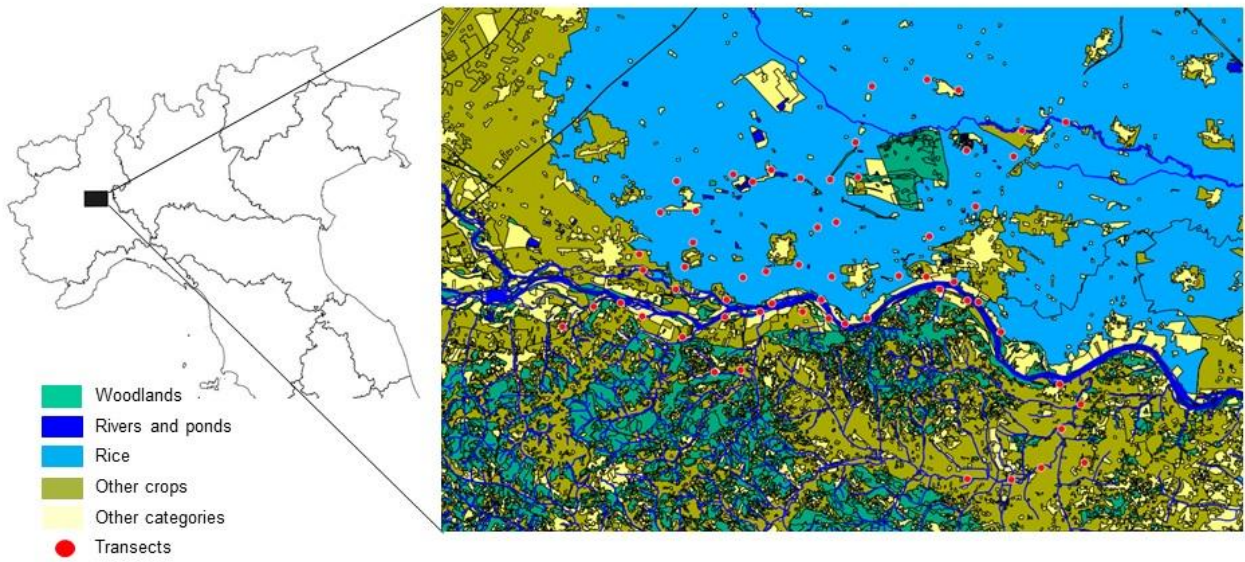 Woodlands
Rivers and ponds
Rice
Other crops
Other categories
Transects